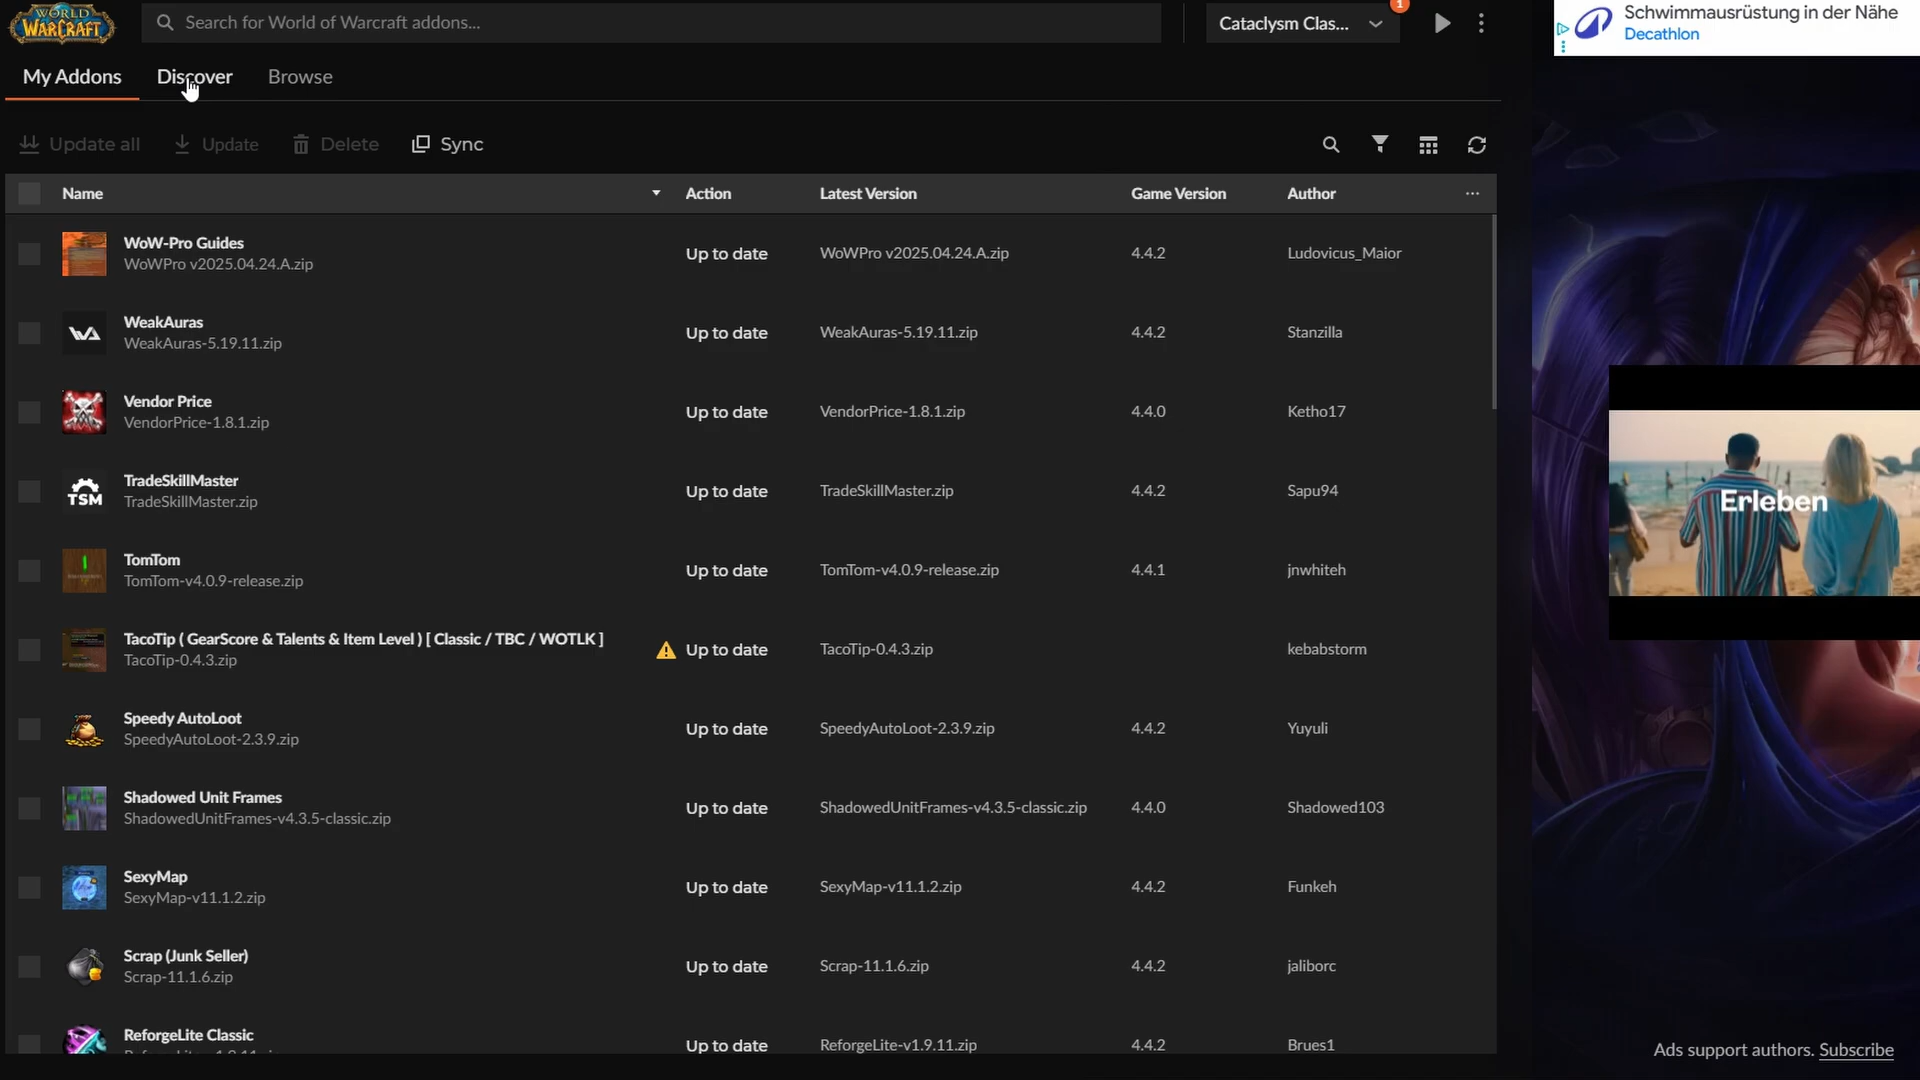 WORLD
WARCRAFT
Search for World of Warcraft addons...
Cataclysm Clas...
1
Schwimmausrüstung in der Nähe
Decathlon
My Addons
Discover
Browse
Update all
Update
Delete
Sync
Name
Action
Latest Version
Game Version
Author
WoW-Pro Guides
WoWPro v2025.04.24.A.zip
Up to date
WoWPro v2025.04.24.A.zip
4.4.2
Ludovicus_Maior
WeakAuras
WeakAuras-5.19.11.zip
Up to date
WeakAuras-5.19.11.zip
4.4.2
Stanzilla
Vendor Price
VendorPrice-1.8.1.zip
Up to date
VendorPrice-1.8.1.zip
4.4.0
Ketho17
TSM
TradeSkillMaster
TradeSkillMaster.zip
Up to date
TradeSkillMaster.zip
4.4.2
Sapu94
Erleben
TomTom
TomTom-v4.0.9-release.zip
Up to date
TomTom-v4.0.9-release.zip
4.4.1
jnwhiteh
TacoTip ( GearScore & Talents & Item Level ) [ Classic / TBC / WOTLK ]
TacoTip-0.4.3.zip
Up to date
TacoTip-0.4.3.zip
kebabstorm
Speedy AutoLoot
SpeedyAutoLoot-2.3.9.zip
Up to date
SpeedyAutoLoot-2.3.9.zip
4.4.2
Yuyuli
Shadowed Unit Frames
ShadowedUnitFrames-v4.3.5-classic.zip
Up to date
ShadowedUnitFrames-v4.3.5-classic.zip
4.4.0
Shadowed103
SexyMap
SexyMap-v11.1.2.zip
Up to date
SexyMap-v11.1.2.zip
4.4.2
Funkeh
Scrap (Junk Seller)
Scrap-11.1.6.zip
Up to date
Scrap-11.1.6.zip
4.4.2
jaliborc
ReforgeLite Classic
Up to date
ReforgeLite-v1.9.11.zip
4.4.2
Brues1
Ads support authors. Subscribe